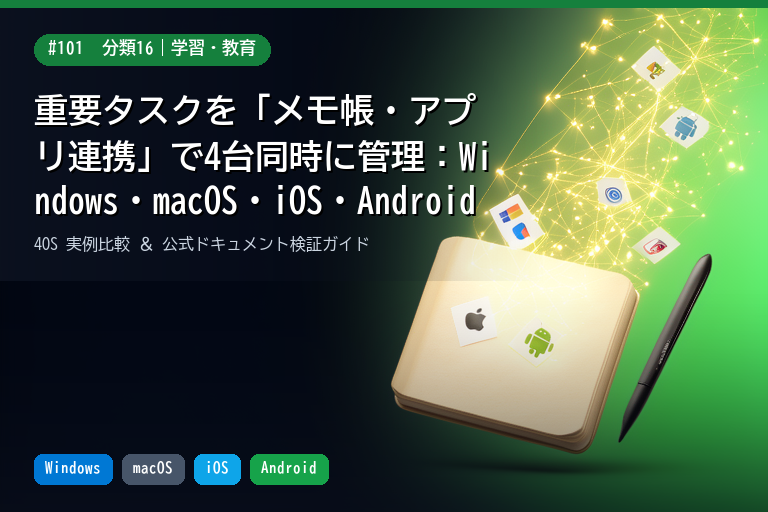 #101 分類16｜学習・教育
重要タスクを「メモ帳・アプ
リ連携」で4台同時に管理：Wi
ndows・macOS・iOS・Android
4OS 実例比較 ＆ 公式ドキュメント検証ガイド
Windows
macOS
iOS
Android